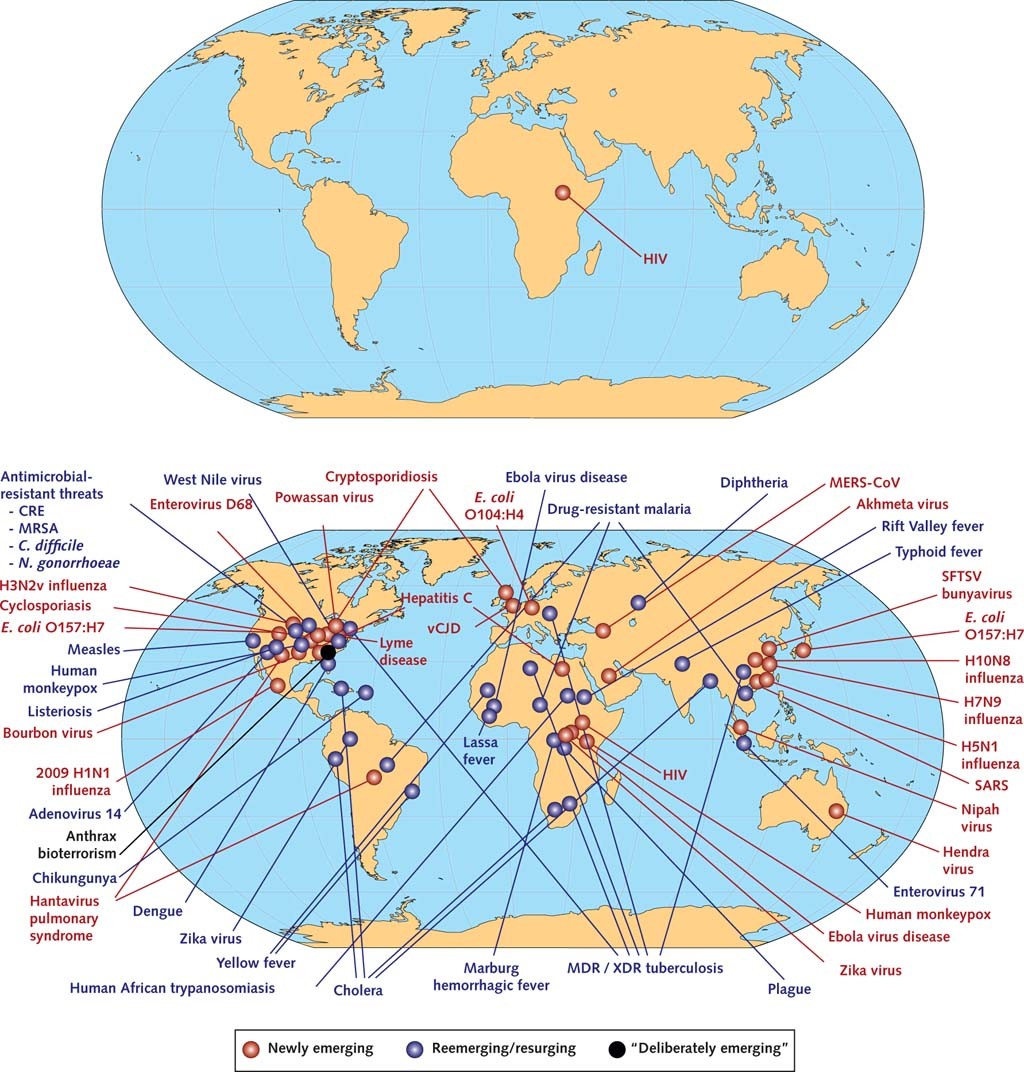 HIV
Antimicrobial-
resistant threats
- CRE
- MRSA
- C. difficile
- N. gonorrhoeae
West Nile virus
Enterovirus D68
Powassan virus
Cryptosporidiosis
E. coli
O104:H4
Ebola virus disease
Drug-resistant malaria
Diphtheria
MERS-CoV
Akhmeta virus
Rift Valley fever
Typhoid fever
SFTSV
bunyavirus
E. coli
O157:H7
H10N8
influenza
H7N9
influenza
H5N1
influenza
SARS
Nipah
virus
Hendra
virus
Enterovirus 71
Human monkeypox
Ebola virus disease
Zika virus
Plague
H3N2v influenza
Cyclosporiasis
E. coli O157:H7
Measles
Human
monkeypox
Listeriosis
Bourbon virus
2009 H1N1
influenza
Adenovirus 14
Anthrax
bioterrorism
Chikungunya
Hantavirus
pulmonary
syndrome
Dengue
Zika virus
Yellow fever
Human African trypanosomiasis
Cholera
Marburg
hemorrhagic fever
MDR / XDR tuberculosis
Hepatitis C
vCJD
Lyme
disease
Lassa
fever
HIV
Newly emerging
Reemerging/resurging
“Deliberately emerging”